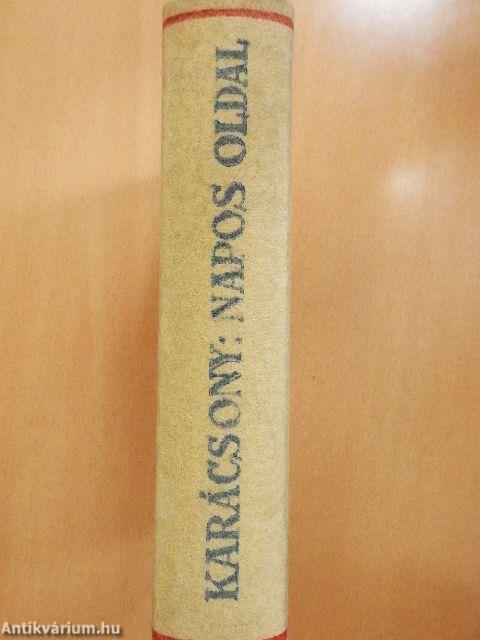 KARÁCSONY: NAPOS OLDAL
Antikvárium.hu